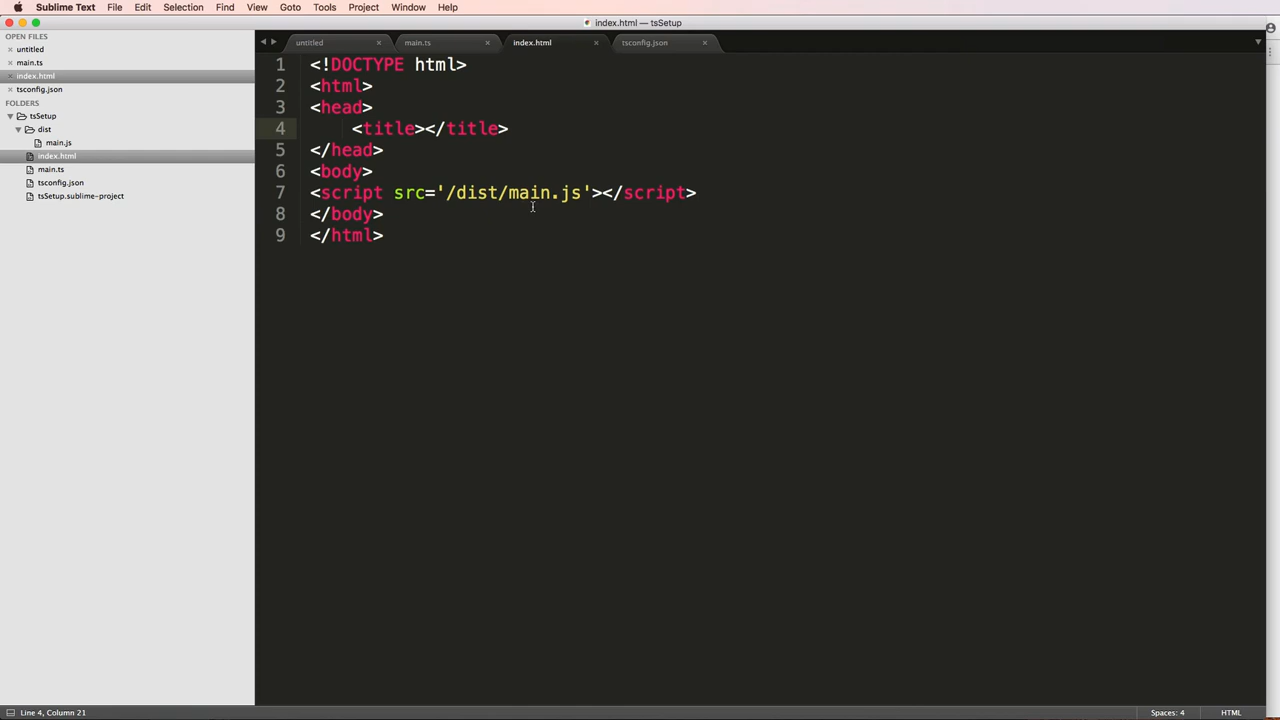 Sublime Text File Edit Selection Find View Goto Tools Project Window Help
index.html — tsSetup
OPEN FILES
untitled
main.ts
index.html
tsconfig.json
FOLDERS
tsSetup
dist
main.js
index.html
main.ts
tsconfig.json
tsSetup.sublime-project
untitled main.ts index.html tsconfig.json
1 <!DOCTYPE html>
2 <html>
3 <head>
4 <title></title>
5 </head>
6 <body>
7 <script src='/dist/main.js'></script>
8 </body>
9 </html>
Line 4, Column 21 Spaces: 4 HTML